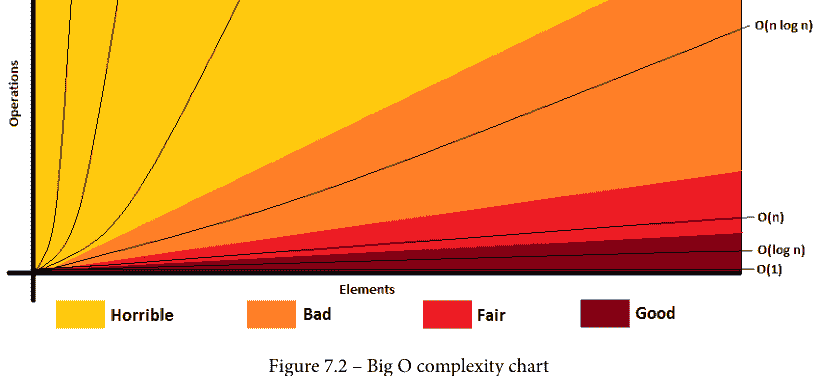 O(n log n)
Operations
O(n)
O(log n)
O(1)
Elements
Horrible
Bad
Fair
Good
Figure 7.2 – Big O complexity chart